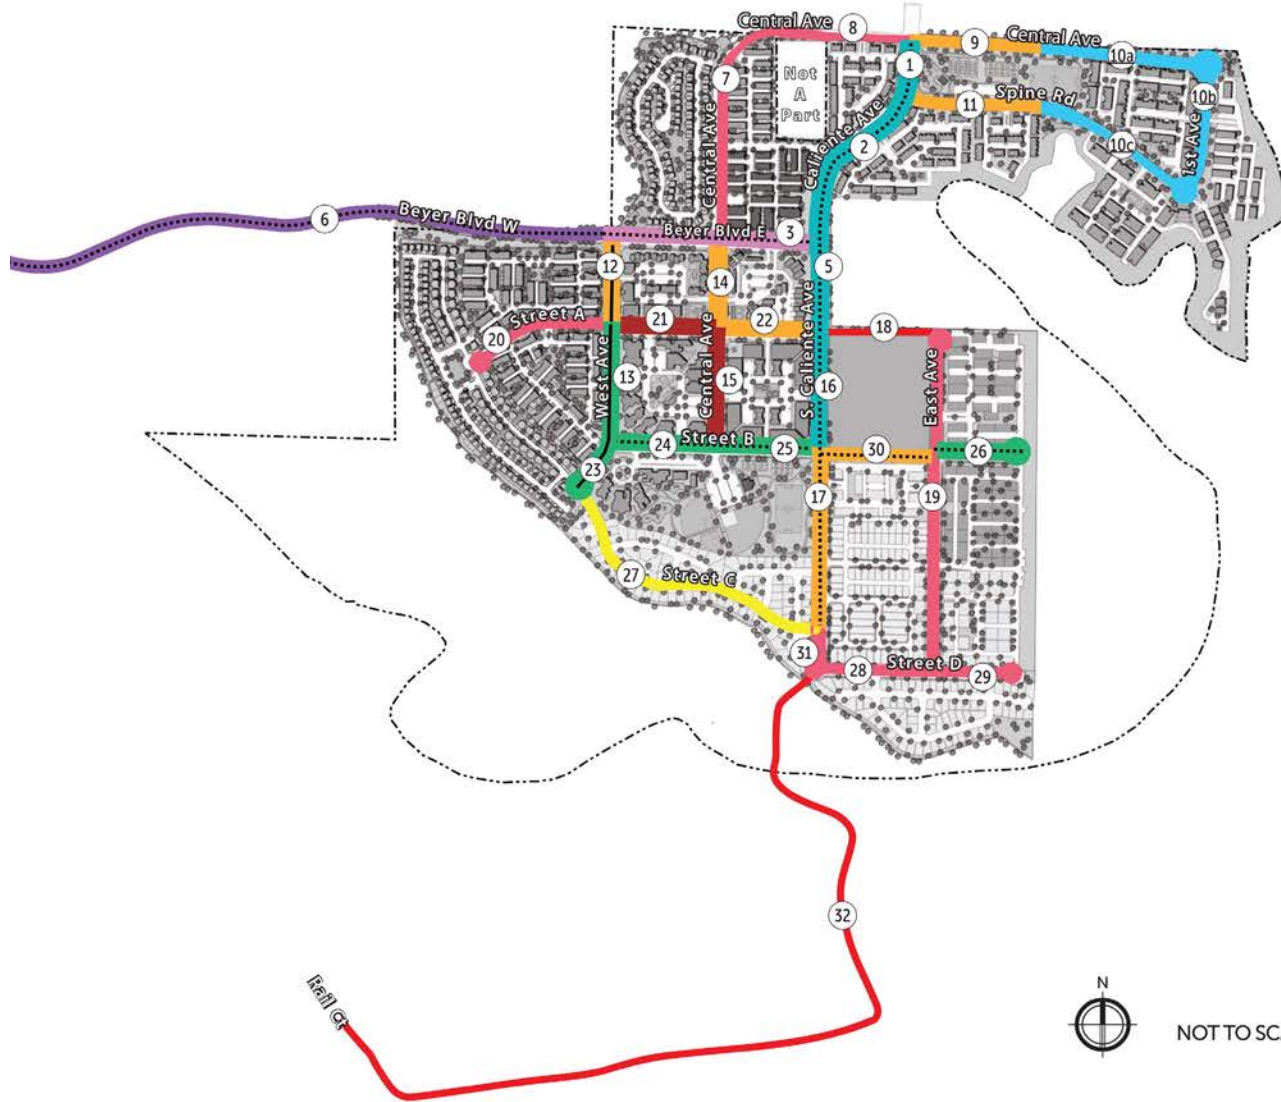 Central Ave
8
9
Central Ave
10a
1
7
Not
A
Part
10b
Spine Rd
11
Caliente Ave
2
10c
1st Ave
Central Ave
6
Beyer Blvd W
Beyer Blvd E
3
12
14
5
Street A
20
21
22
18
West Ave
13
Central Ave
15
S. Caliente Ave
16
East Ave
24
Street B
25
30
26
23
17
19
27
Street C
31
28
Street D
29
32
Rail Ct
N
NOT TO SC